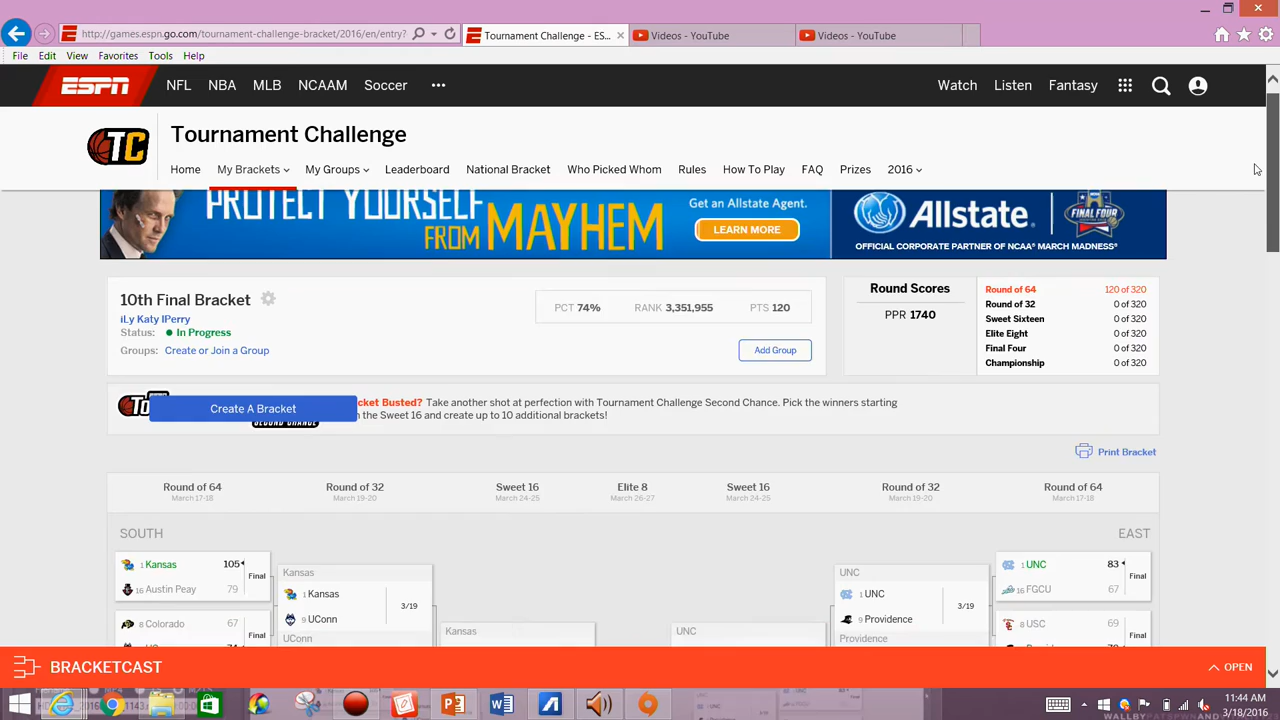 http://games.espn.go.com/tournament-challenge-bracket/2016/en/entry?
Tournament Challenge - ES...
Videos - YouTube
Videos - YouTube
File Edit View Favorites Tools Help
ESPN NFL NBA MLB NCAAM Soccer ••• Watch Listen Fantasy
TC
Tournament Challenge
Home My Brackets My Groups Leaderboard National Bracket Who Picked Whom Rules How To Play FAQ Prizes 2016
PROTECT YOURSELF
FROM MAYHEM
Get an Allstate Agent.
LEARN MORE
Allstate.
FINAL FOUR
OFFICIAL CORPORATE PARTNER OF NCAA® MARCH MADNESS®
10th Final Bracket
iLy Katy IPerry
Status: In Progress
Groups: Create or Join a Group
PCT 74% RANK 3,351,955 PTS 120
Add Group
Round Scores
PPR 1740
Round of 64 120 of 320
Round of 32 0 of 320
Sweet Sixteen 0 of 320
Elite Eight 0 of 320
Final Four 0 of 320
Championship 0 of 320
Create A Bracket
cket Busted? Take another shot at perfection with Tournament Challenge Second Chance. Pick the winners starting
n the Sweet 16 and create up to 10 additional brackets!
SECOND CHANCE
Print Bracket
Round of 64 Round of 32 Sweet 16 Elite 8 Sweet 16 Round of 32 Round of 64
March 17-18 March 19-20 March 24-25 March 26-27 March 24-25 March 19-20 March 17-18
SOUTH EAST
1 Kansas 105
16 Austin Peay 79
Final
8 Colorado 67
74
Final
Kansas
1 Kansas
9 UConn
3/19
UConn
Kansas
UNC
UNC
1 UNC
9 Providence
3/19
Providence
1 UNC 83
16 FGCU 67
Final
8 USC 69
Final
BRACKETCAST
OPEN
11:44 AM
3/18/2016